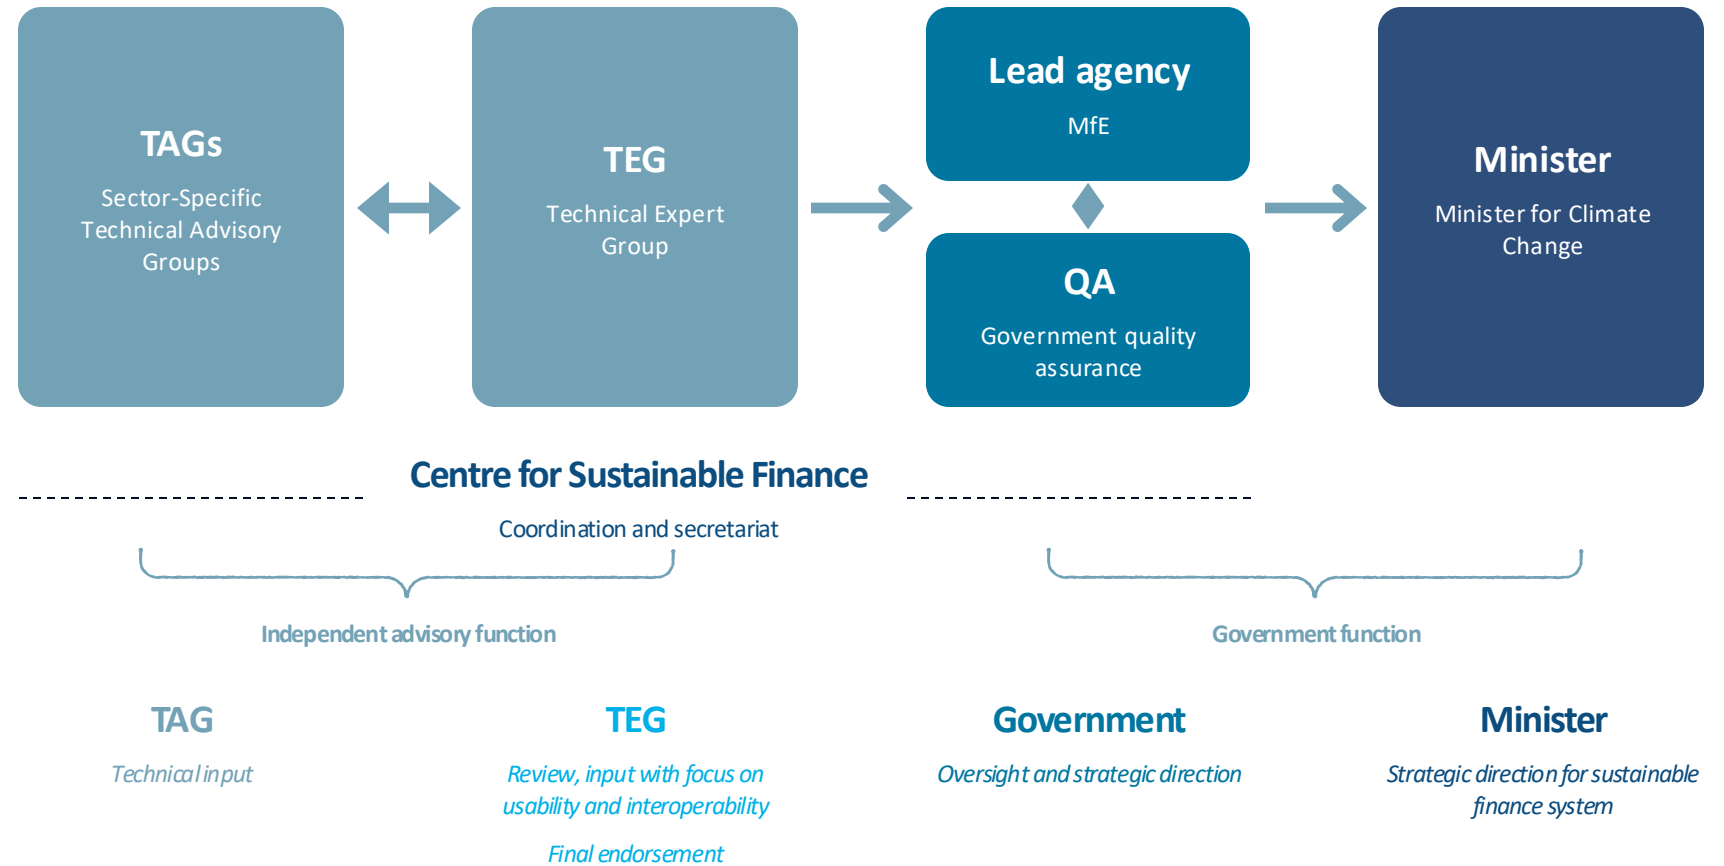 TAGs
Sector-Specific
Technical Advisory
Groups
TEG
Technical Expert
Group
Lead agency
MfE
QA
Government quality
assurance
Minister
Minister for Climate
Change
Centre for Sustainable Finance
Coordination and secretariat
Independent advisory function
Government function
TAG
Technical input
TEG
Review, input with focus on
usability and interoperability
Final endorsement
Government
Oversight and strategic direction
Minister
Strategic direction for sustainable
finance system